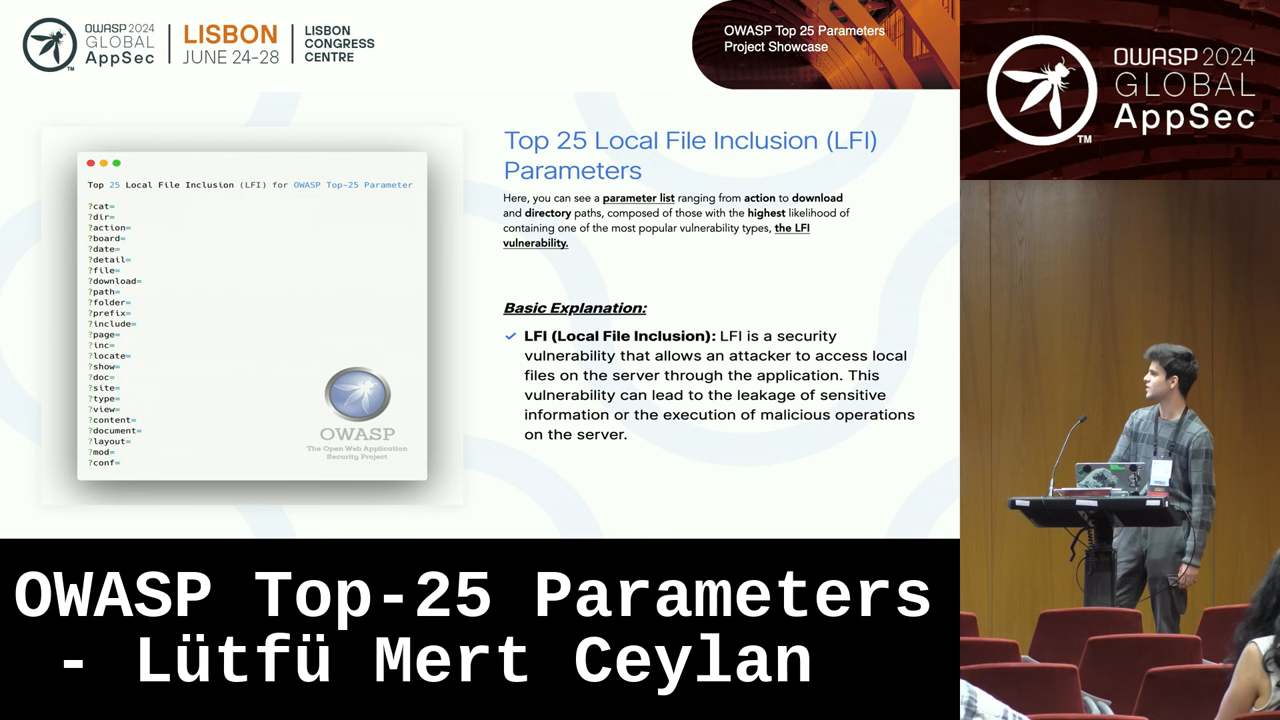 OWASP 2024
GLOBAL
AppSec
TM
LISBON
JUNE 24-28
LISBON
CONGRESS
CENTRE
OWASP Top 25 Parameters
Project Showcase
OWASP 2024
GLOBAL
AppSec
TM
Top 25 Local File Inclusion (LFI) for OWASP Top-25 Parameter
?cat=
?dir=
?action=
?board=
?date=
?detail=
?file=
?download=
?path=
?folder=
?prefix=
?include=
?page=
?inc=
?locate=
?show=
?doc=
?site=
?type=
?view=
?content=
?document=
?layout=
?mod=
?conf=
OWASP
The Open Web Application
Security Project
Top 25 Local File Inclusion (LFI)
Parameters
Here, you can see a parameter list ranging from action to download
and directory paths, composed of those with the highest likelihood of
containing one of the most popular vulnerability types, the LFI
vulnerability.
Basic Explanation:
LFI (Local File Inclusion): LFI is a security
vulnerability that allows an attacker to access local
files on the server through the application. This
vulnerability can lead to the leakage of sensitive
information or the execution of malicious operations
on the server.
OWASP Top-25 Parameters
- Lütfü Mert Ceylan